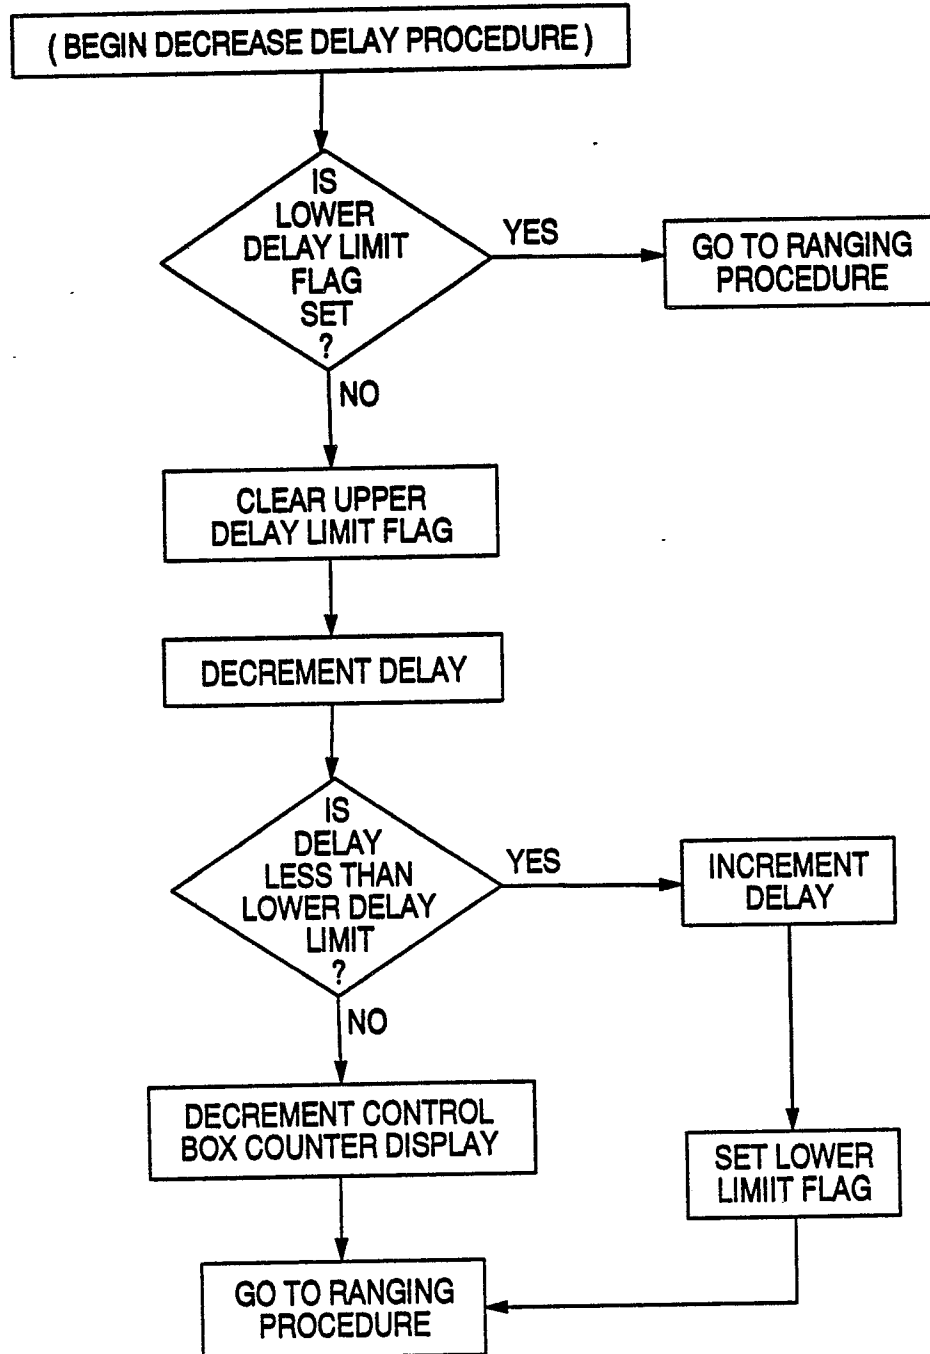 ( BEGIN DECREASE DELAY PROCEDURE )
IS
LOWER
DELAY LIMIT
FLAG
SET
?
YES
GO TO RANGING
PROCEDURE
NO
CLEAR UPPER
DELAY LIMIT FLAG
DECREMENT DELAY
IS
DELAY
LESS THAN
LOWER DELAY
LIMIT
?
YES
INCREMENT
DELAY
NO
DECREMENT CONTROL
BOX COUNTER DISPLAY
SET LOWER
LIMIIT FLAG
GO TO RANGING
PROCEDURE